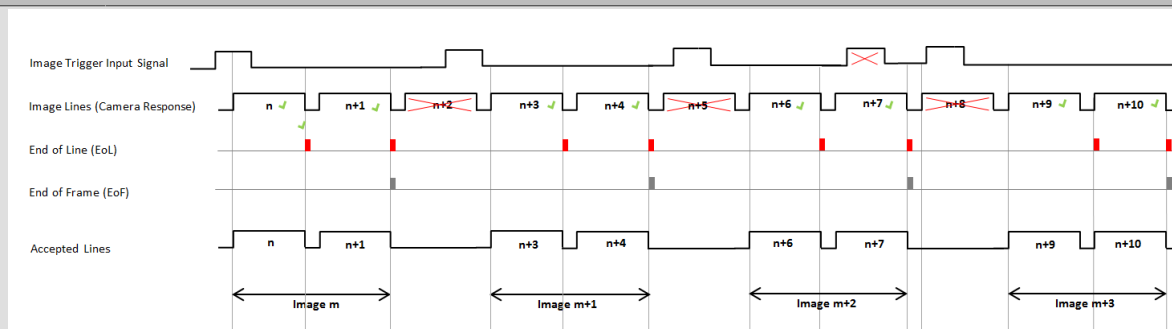 Image Trigger Input Signal
Image Lines (Camera Response) n n+1 n+2 n+3 n+4 n+5 n+6 n+7 n+8 n+9 n+10
End of Line (EoL)
End of Frame (EoF)
Accepted Lines n n+1 n+3 n+4 n+6 n+7 n+9 n+10
Image m Image m+1 Image m+2 Image m+3